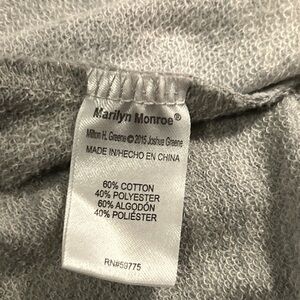 Marilyn Monroe®
Milton H. Greene © 2015 Joshua Greene
MADE IN/HECHO EN CHINA
60% COTTON
40% POLYESTER
60% ALGODÓN
40% POLIÉSTER
RN#59775